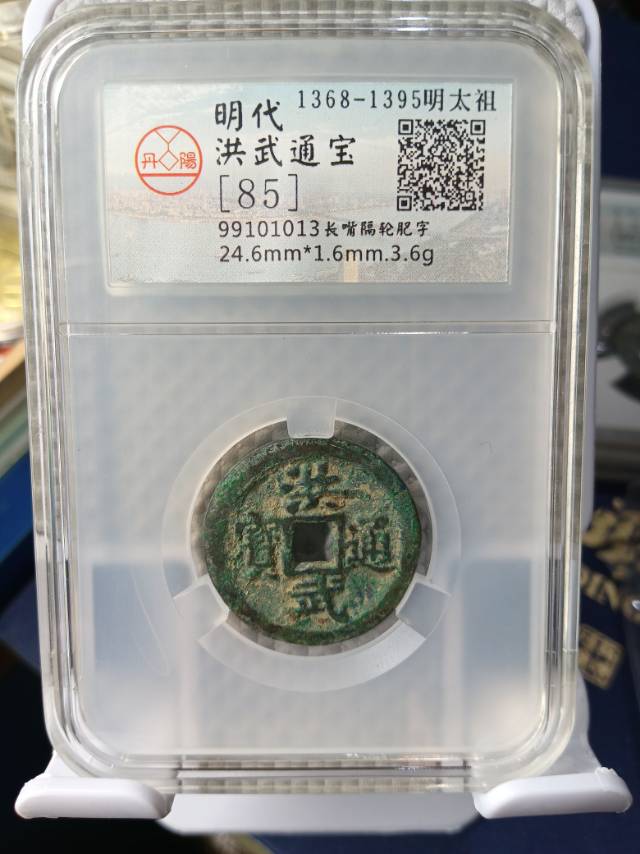 明代 1368-1395明太祖
丹陽
洪武通宝
[85]
99101013长嘴隔轮肥字
24.6mm*1.6mm.3.6g
洪
寶 通
武